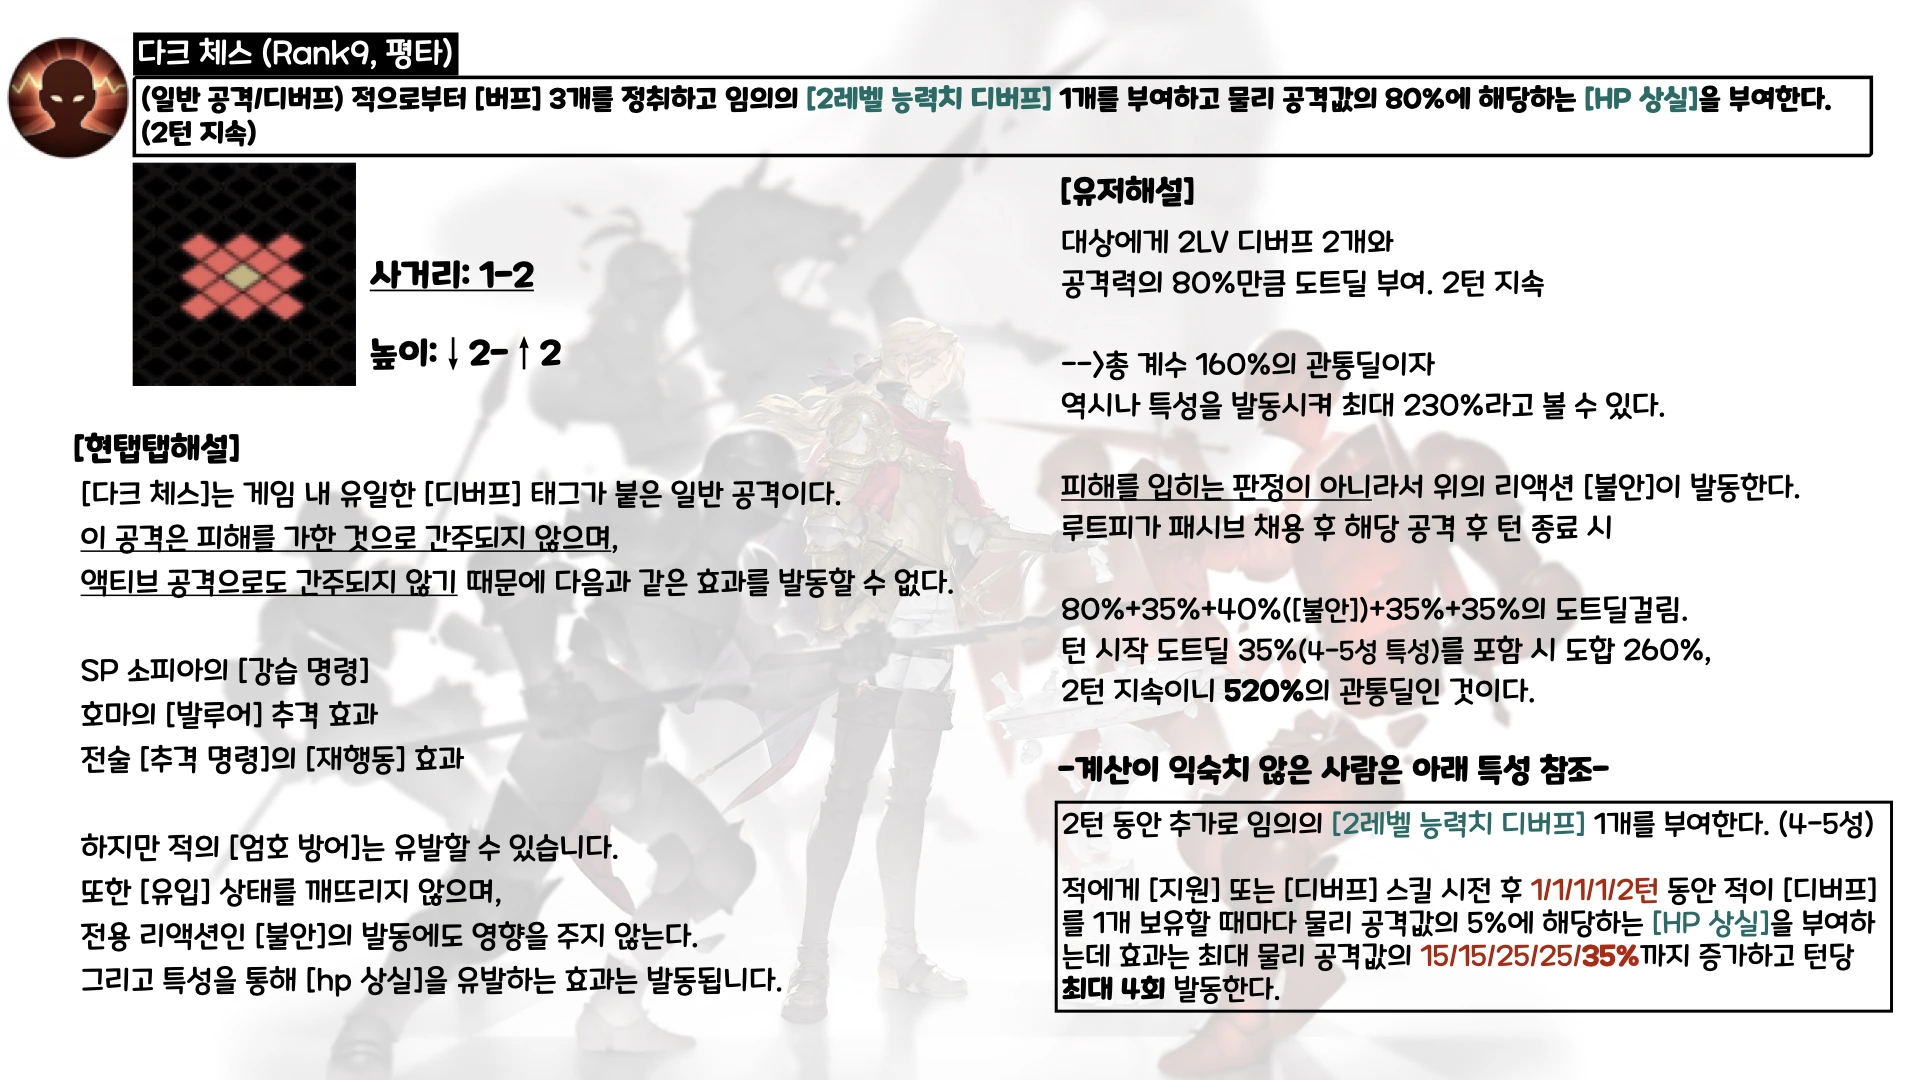 다크 체스 (Rank9, 평타)
(일반 공격/디버프) 적으로부터 [버프] 3개를 정취하고 임의의 [2레벨 능력치 디버프] 1개를 부여하고 물리 공격값의 80%에 해당하는 [HP 상실]을 부여한다.
(2턴 지속)
사거리: 1-2
높이:↓2-↑2
[현탭탭해설]
[다크 체스]는 게임 내 유일한 [디버프] 태그가 붙은 일반 공격이다.
이 공격은 피해를 가한 것으로 간주되지 않으며,
액티브 공격으로도 간주되지 않기 때문에 다음과 같은 효과를 발동할 수 없다.
SP 소피아의 [강습 명령]
호마의 [발루어] 추격 효과
전술 [추격 명령]의 [재행동] 효과
하지만 적의 [엄호 방어]는 유발할 수 있습니다.
또한 [유입] 상태를 깨뜨리지 않으며,
전용 리액션인 [불안]의 발동에도 영향을 주지 않는다.
그리고 특성을 통해 [hp 상실]을 유발하는 효과는 발동됩니다.
[유저해설]
대상에게 2LV 디버프 2개와
공격력의 80%만큼 도트딜 부여. 2턴 지속
-->총 계수 160%의 관통딜이자
역시나 특성을 발동시켜 최대 230%라고 볼 수 있다.
피해를 입히는 판정이 아니라서 위의 리액션 [불안]이 발동한다.
루트피가 패시브 채용 후 해당 공격 후 턴 종료 시
80%+35%+40%([불안])+35%+35%의 도트딜걸림.
턴 시작 도트딜 35%(4-5성 특성)를 포함 시 도합 260%,
2턴 지속이니 520%의 관통딜인 것이다.
-계산이 익숙치 않은 사람은 아래 특성 참조-
2턴 동안 추가로 임의의 [2레벨 능력치 디버프] 1개를 부여한다. (4-5성)
적에게 [지원] 또는 [디버프] 스킬 시전 후 1/1/1/1/2턴 동안 적이 [디버프]
를 1개 보유할 때마다 물리 공격값의 5%에 해당하는 [HP 상실]을 부여하
는데 효과는 최대 물리 공격값의 15/15/25/25/35%까지 증가하고 턴당
최대 4회 발동한다.